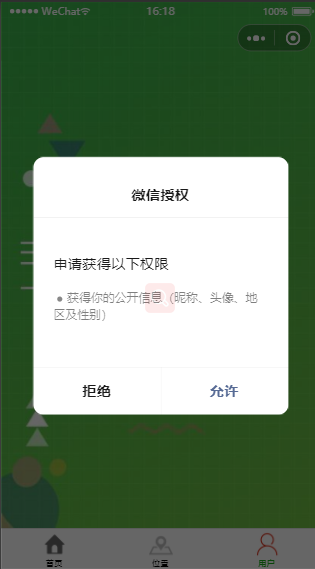 WeChat 16:18 100%
微信授权
申请获得以下权限
● 获得你的公开信息（昵称、头像、地
区及性别）
拒绝 允许
首页 位置 用户